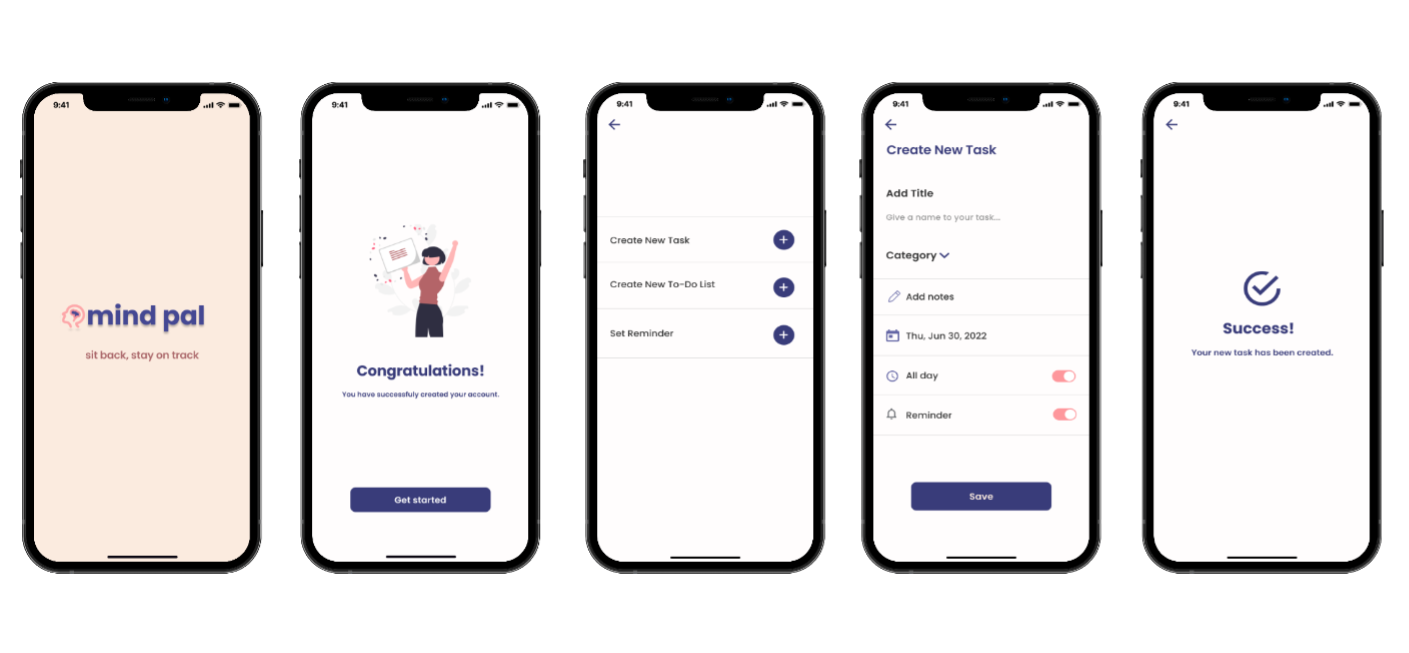 9:41
mind pal
sit back, stay on track
9:41
Congratulations!
You have successfuly created your account.
Get started
9:41
Create New Task
Create New To-Do List
Set Reminder
9:41
Create New Task
Add Title
Give a name to your task...
Category
Add notes
Thu, Jun 30, 2022
All day
Reminder
Save
9:41
Success!
Your new task has been created.